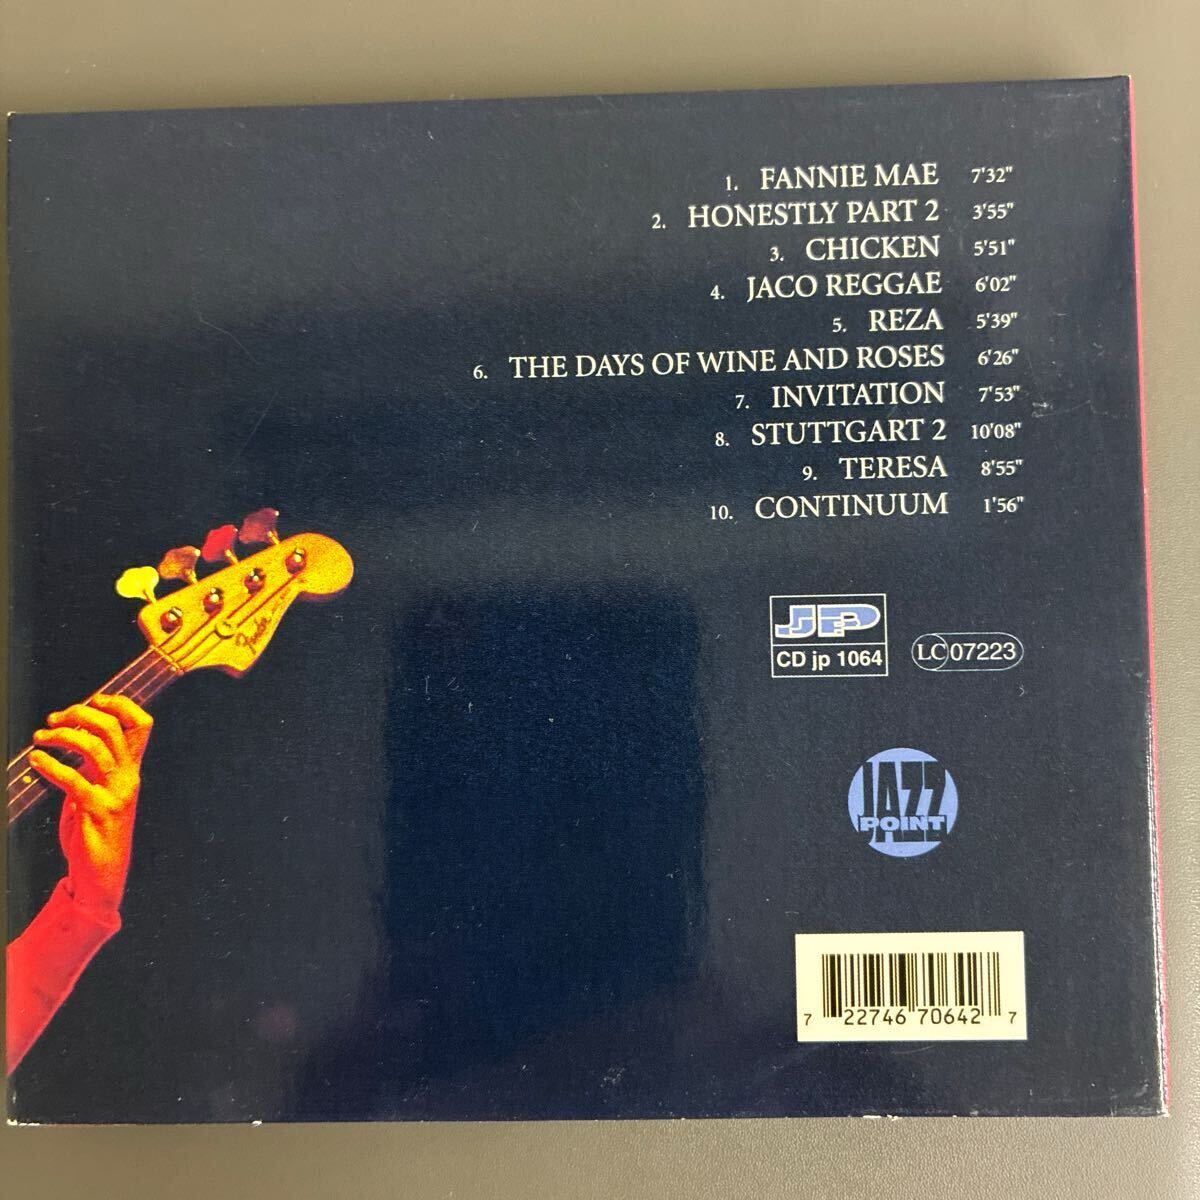 1. FANNIE MAE 7'32"
2. HONESTLY PART 2 3'55"
3. CHICKEN 5'51"
4. JACO REGGAE 6'02"
5. REZA 5'39"
6. THE DAYS OF WINE AND ROSES 6'26"
7. INVITATION 7'53"
8. STUTTGART 2 10'08"
9. TERESA 8'55"
10. CONTINUUM 1'56"
Fender
JP
CD jp 1064
LC 07223
JAZZ
POINT
7 22746 70642 7